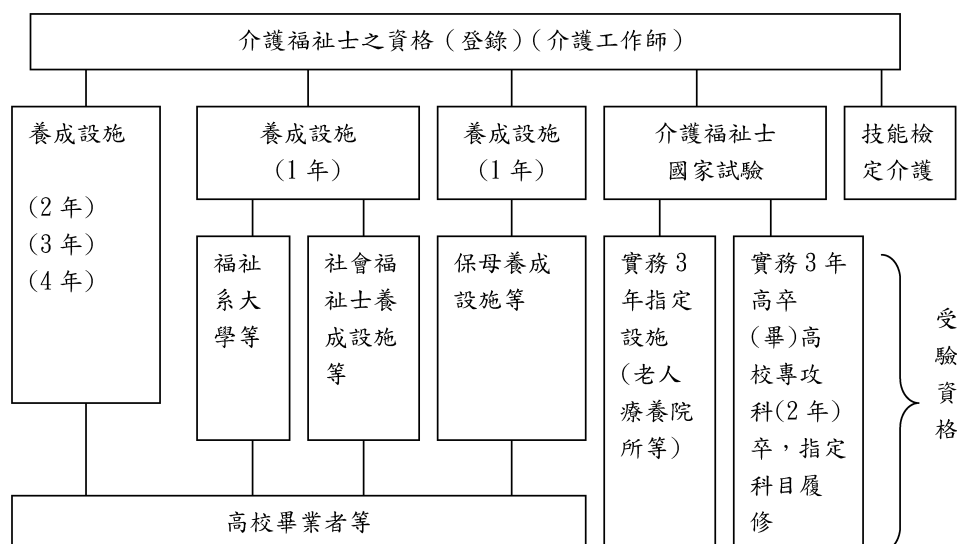 介護福祉士之資格（登錄）（介護工作師）
養成設施
(2 年)
(3 年)
(4 年)
養成設施
(1 年)
養成設施
(1 年)
介護福祉士
國家試驗
技能檢
定介護
福祉
系大
學等
社會福
祉士養
成設施
等
保母養成
設施等
實務 3
年指定
設施
(老人
療養院
所等)
實務 3 年
高卒
(畢)高
校專攻
科(2 年)
卒，指定
科目履
修
受
驗
資
格
高校畢業者等